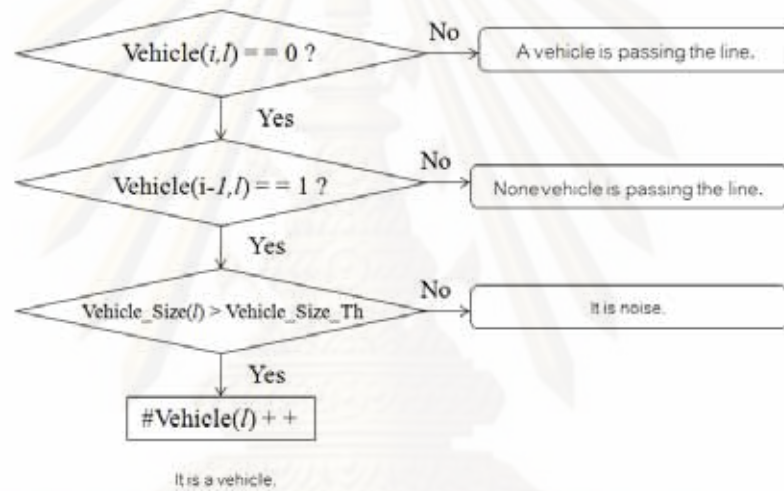 Vehicle(i,l) = = 0 ?
No
A vehicle is passing the line.
Yes
Vehicle(i-1,l) = = 1 ?
No
None vehicle is passing the line.
Yes
Vehicle_Size(l) > Vehicle_Size_Th
No
It is noise.
Yes
#Vehicle(l) + +
It is a vehicle.